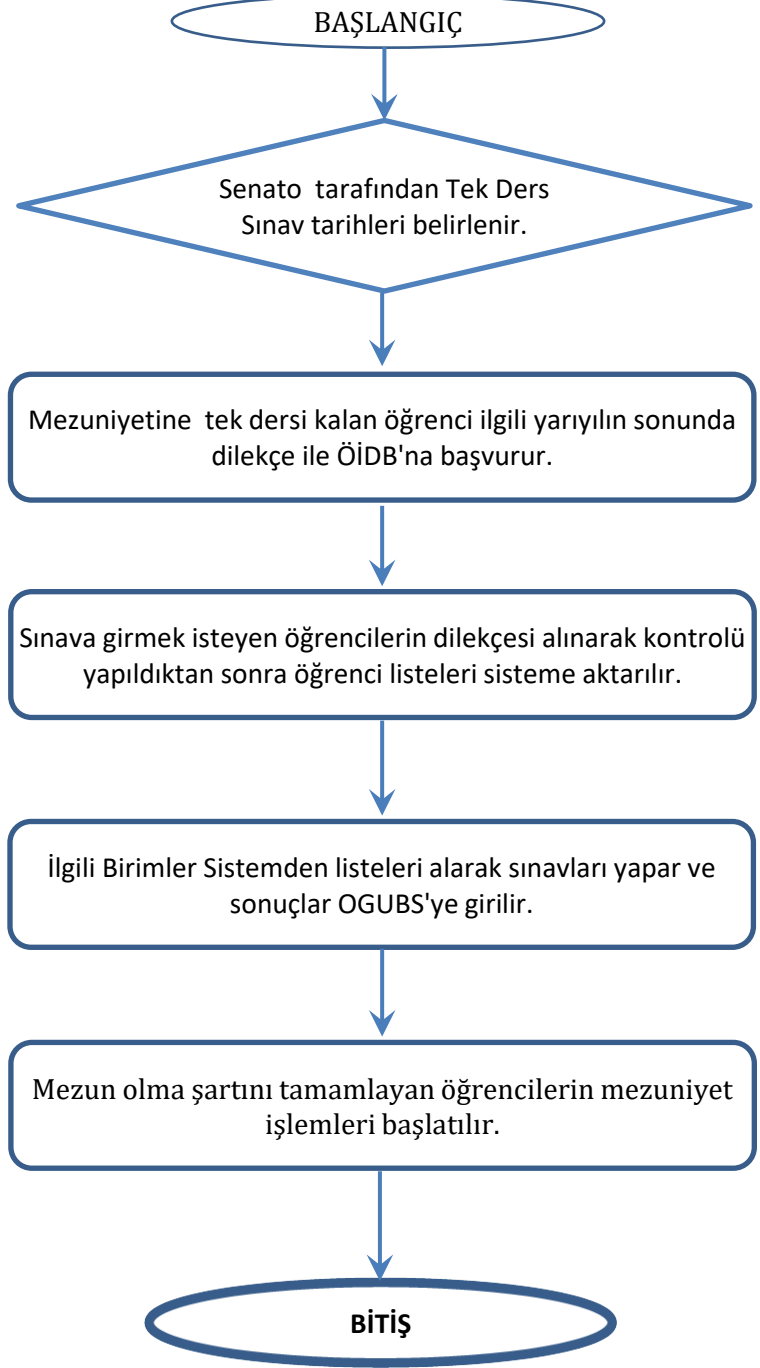 BAŞLANGIÇ
Senato tarafından Tek Ders
Sınav tarihleri belirlenir.
Mezuniyetine tek dersi kalan öğrenci ilgili yarıyılın sonunda
dilekçe ile ÖİDB'na başvurur.
Sınava girmek isteyen öğrencilerin dilekçesi alınarak kontrolü
yapıldıktan sonra öğrenci listeleri sisteme aktarılır.
İlgili Birimler Sistemden listeleri alarak sınavları yapar ve
sonuçlar OGUBS'ye girilir.
Mezun olma şartını tamamlayan öğrencilerin mezuniyet
işlemleri başlatılır.
BİTİŞ